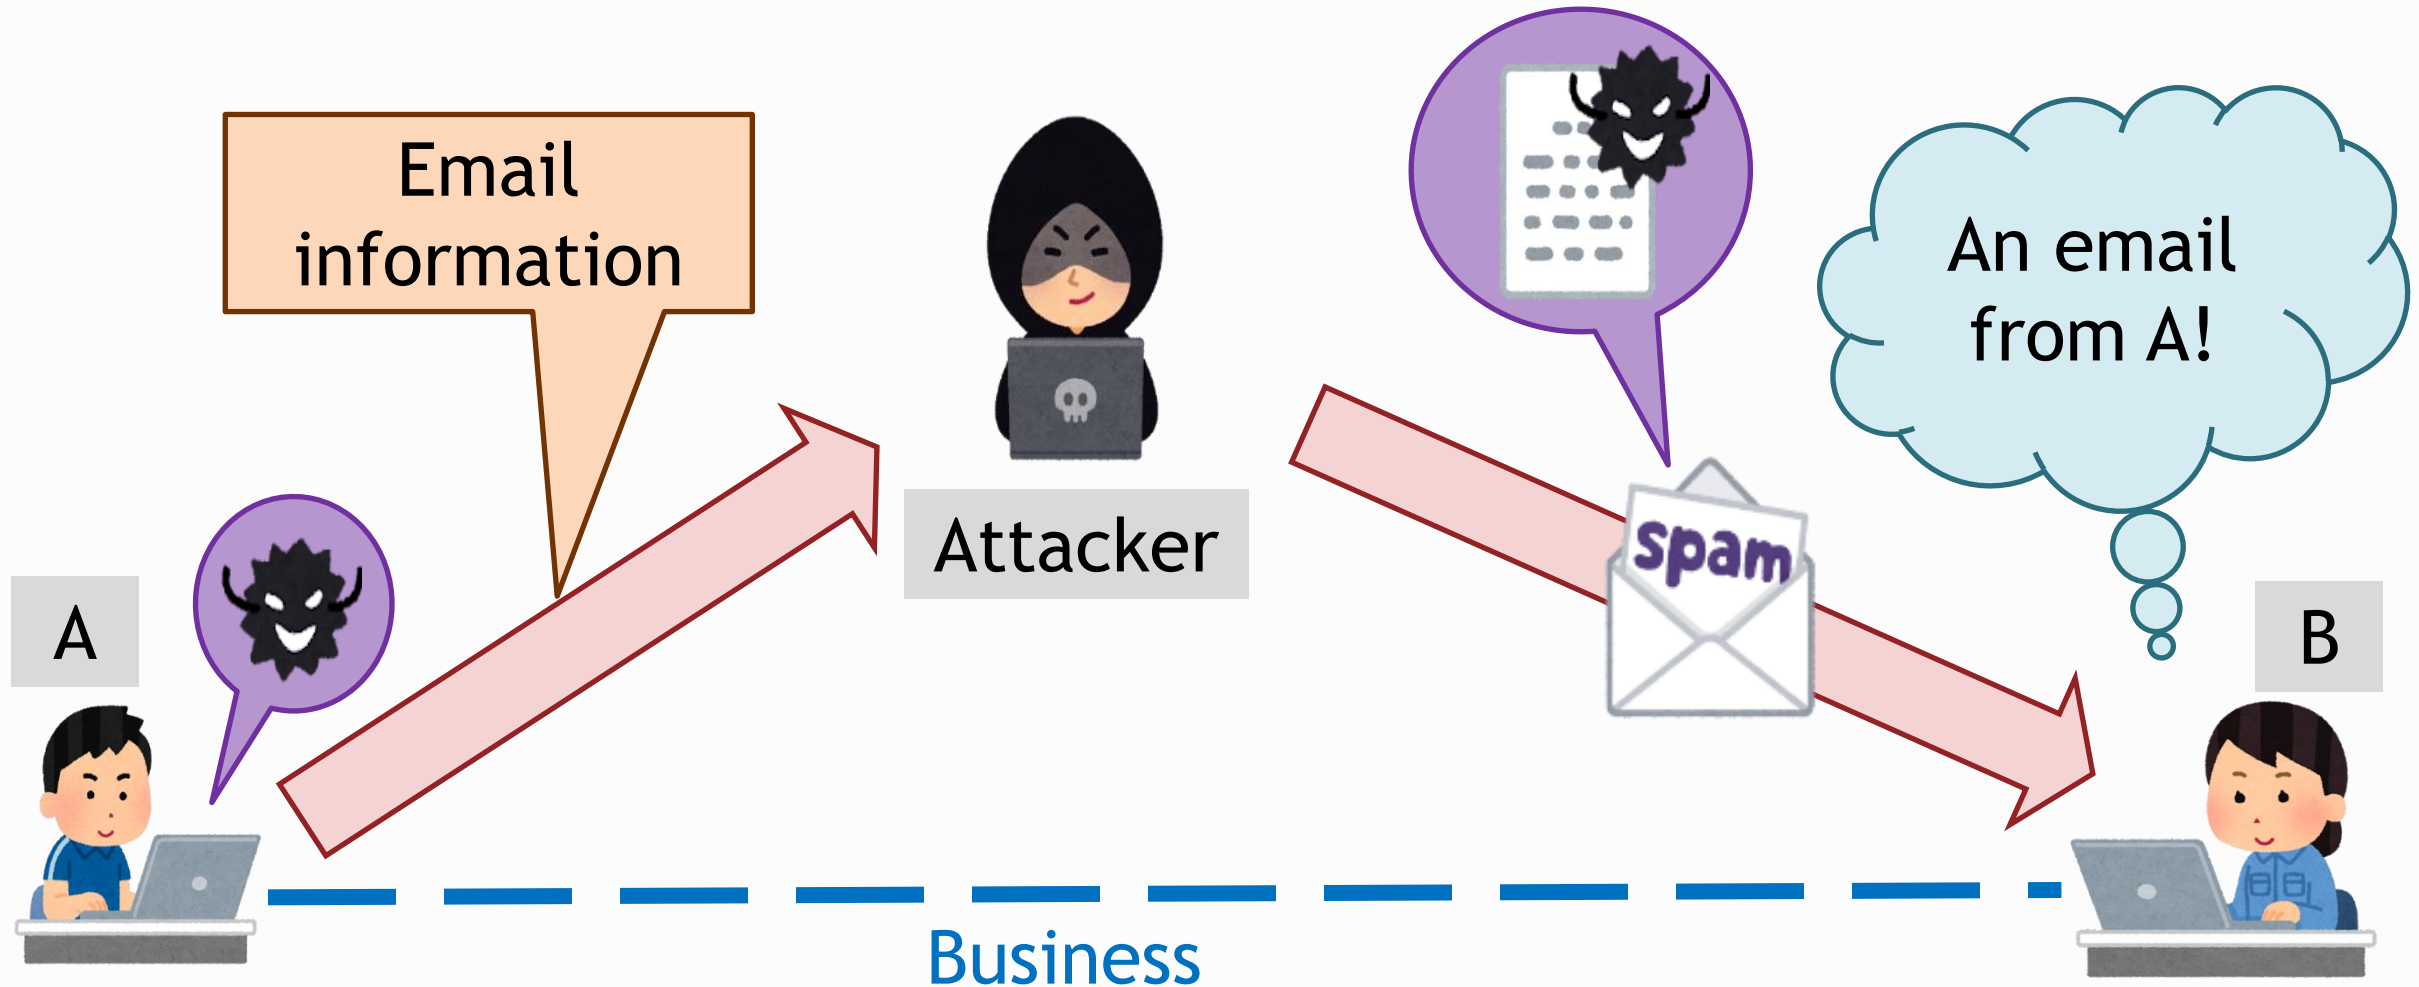 Email
information
An email
from A!
Attacker
spam
A
B
Business